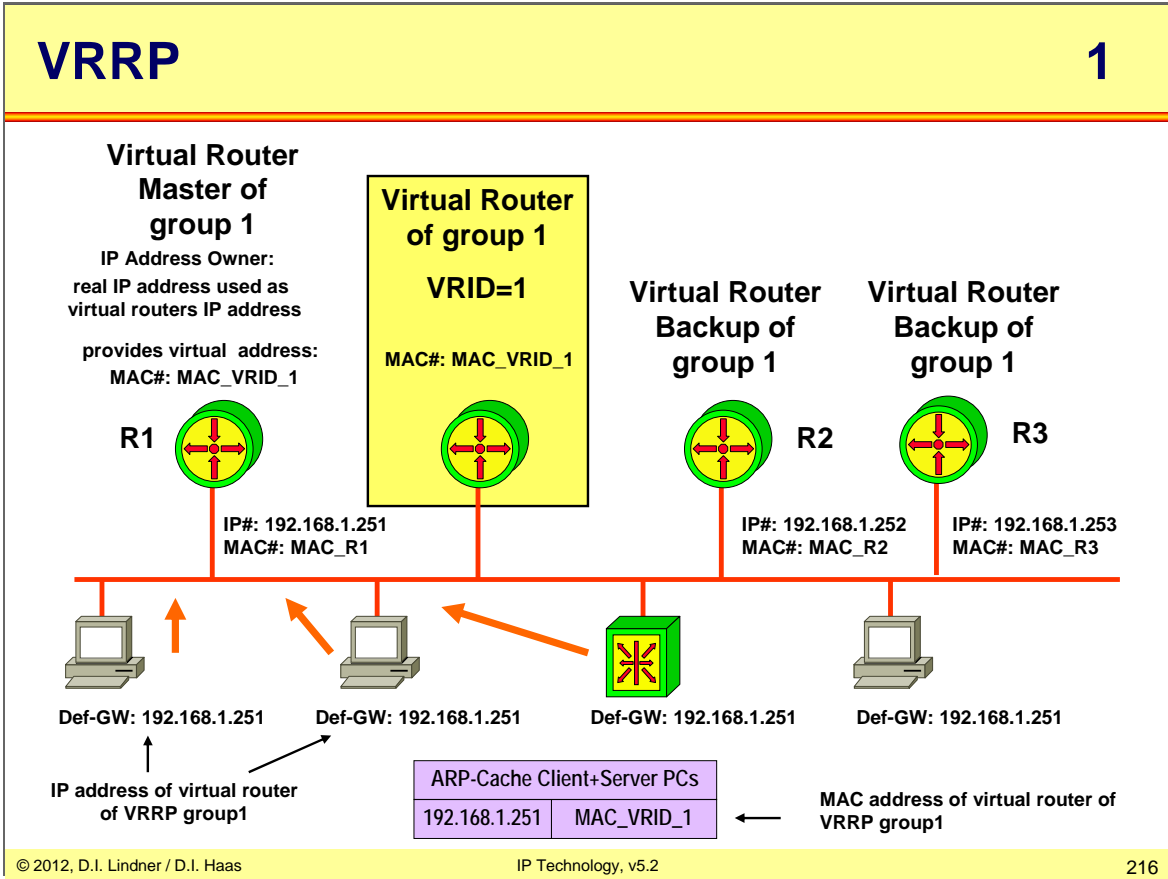 VRRP 1
Virtual Router
Master of
group 1
IP Address Owner:
real IP address used as
virtual routers IP address
provides virtual address:
MAC#: MAC_VRID_1
R1
Virtual Router
of group 1
VRID=1
MAC#: MAC_VRID_1
Virtual Router
Backup of
group 1
R2
Virtual Router
Backup of
group 1
R3
IP#: 192.168.1.251
MAC#: MAC_R1
IP#: 192.168.1.252
MAC#: MAC_R2
IP#: 192.168.1.253
MAC#: MAC_R3
Def-GW: 192.168.1.251
Def-GW: 192.168.1.251
Def-GW: 192.168.1.251
Def-GW: 192.168.1.251
IP address of virtual router
of VRRP group1
ARP-Cache Client+Server PCs
192.168.1.251 MAC_VRID_1
MAC address of virtual router of
VRRP group1
© 2012, D.I. Lindner / D.I. Haas
IP Technology, v5.2
216